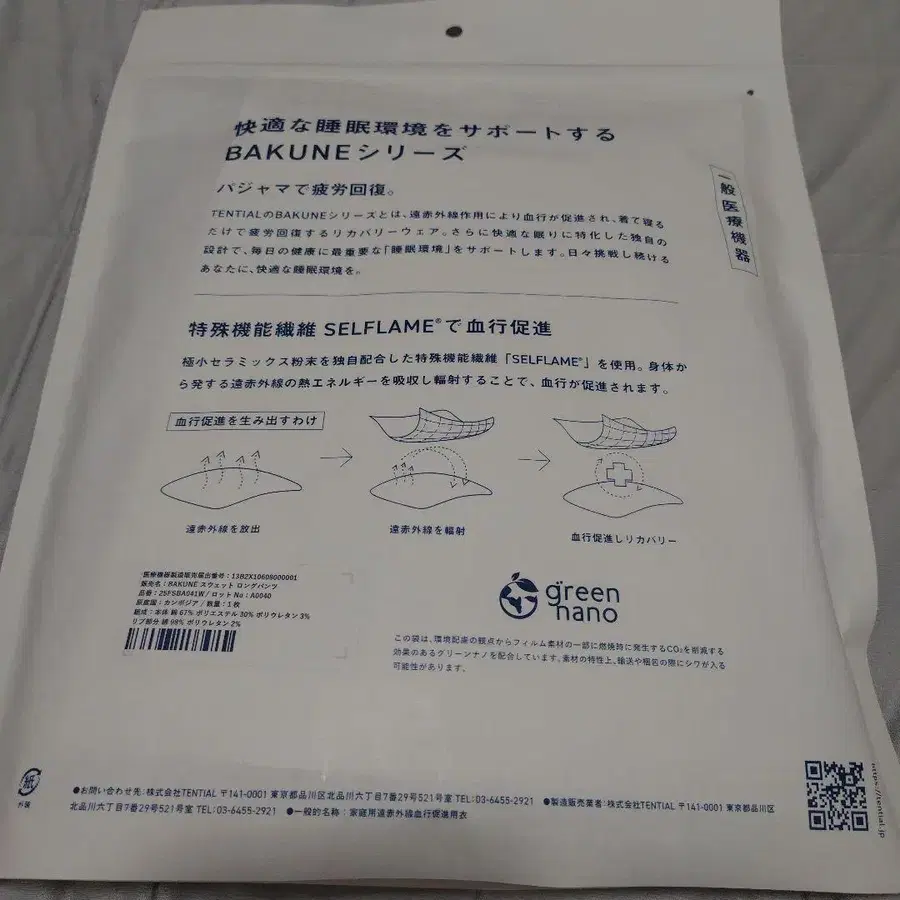 快適な睡眠環境をサポートする
BAKUNEシリーズ
パジャマで疲労回復。
TENTIALのBAKUNEシリーズとは、遠赤外線作用により血行が促進され、着て寝る
だけで疲労回復するリカバリーウェア。さらに快適な眠りに特化した独自の
設計で、毎日の健康に最重要な「睡眠環境」をサポートします。日々挑戦し続ける
あなたに、快適な睡眠環境を。
一般医療機器
特殊機能繊維 SELFLAME®で血行促進
極小セラミックス粉末を独自配合した特殊機能繊維「SELFLAME®」を使用。身体か
ら発する遠赤外線の熱エネルギーを吸収し輻射することで、血行が促進されます。
血行促進を生み出すわけ
遠赤外線を放出
遠赤外線を輻射
血行促進しリカバリー
医療機器製造販売届出番号:13B2X10608000001
販売名:BAKUNE スウェット ロングパンツ
品番:25FSBA041W/ロット No:A0040
原産国:カンボジア/数量:1枚
組成:本体 綿 67% ポリエステル 30% ポリウレタン 3%
リブ部分 綿 98% ポリウレタン 2%
green
nano
この袋は、環境配慮の観点からフィルム素材の一部に燃焼時に発生するCO₂を削減する
効果のあるグリーンナノを配合しています。素材の特性上、輸送や梱包の際にシワが入る
可能性があります。
紙
外装
●お問い合わせ先:株式会社TENTIAL 〒141-0001 東京都品川区北品川六丁目7番29号521号室 TEL:03-6455-2921 ●製造販売業者:株式会社TENTIAL 〒141-0001 東京都品川区
北品川六丁目7番29号521号室 TEL:03-6455-2921 ●一般的名称:家庭用遠赤外線血行促進用衣
https://tential.jp